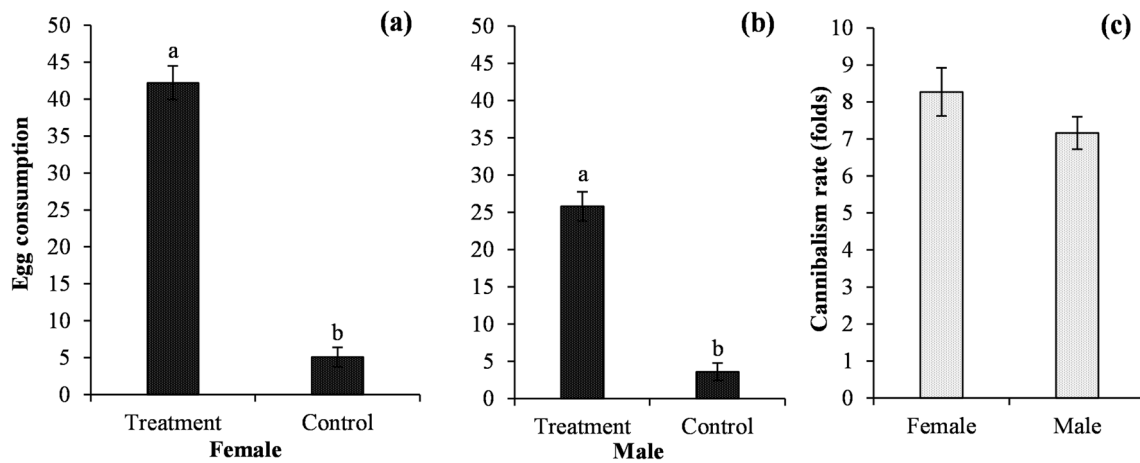 (a)
Egg consumption
50
45
40
35
30
25
20
15
10
5
0
a
b
Treatment
Control
Female
(b)
50
45
40
35
30
25
20
15
10
5
0
a
b
Treatment
Control
Male
(c)
Cannibalism rate (folds)
10
9
8
7
6
5
4
3
2
1
0
Female
Male